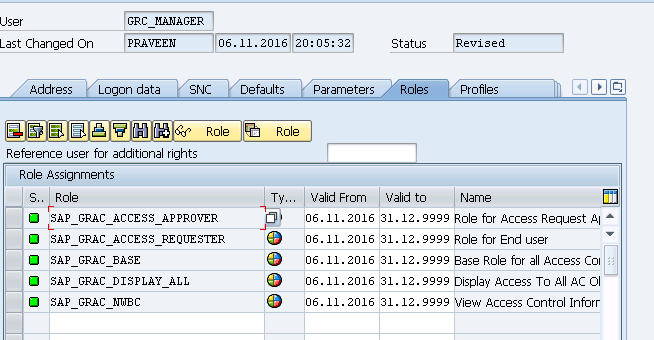 User GRC_MANAGER
Last Changed On PRAVEEN 06.11.2016 20:05:32 Status Revised
Address Logon data SNC Defaults Parameters Roles Profiles
Role Role
Reference user for additional rights
Role Assignments
S.. Role Ty... Valid From Valid to Name
SAP_GRAC_ACCESS_APPROVER 06.11.2016 31.12.9999 Role for Access Request Ap
SAP_GRAC_ACCESS_REQUESTER 06.11.2016 31.12.9999 Role for End user
SAP_GRAC_BASE 06.11.2016 31.12.9999 Base Role for all Access Con
SAP_GRAC_DISPLAY_ALL 06.11.2016 31.12.9999 Display Access To All AC O
SAP_GRAC_NWBC 06.11.2016 31.12.9999 View Access Control Inform